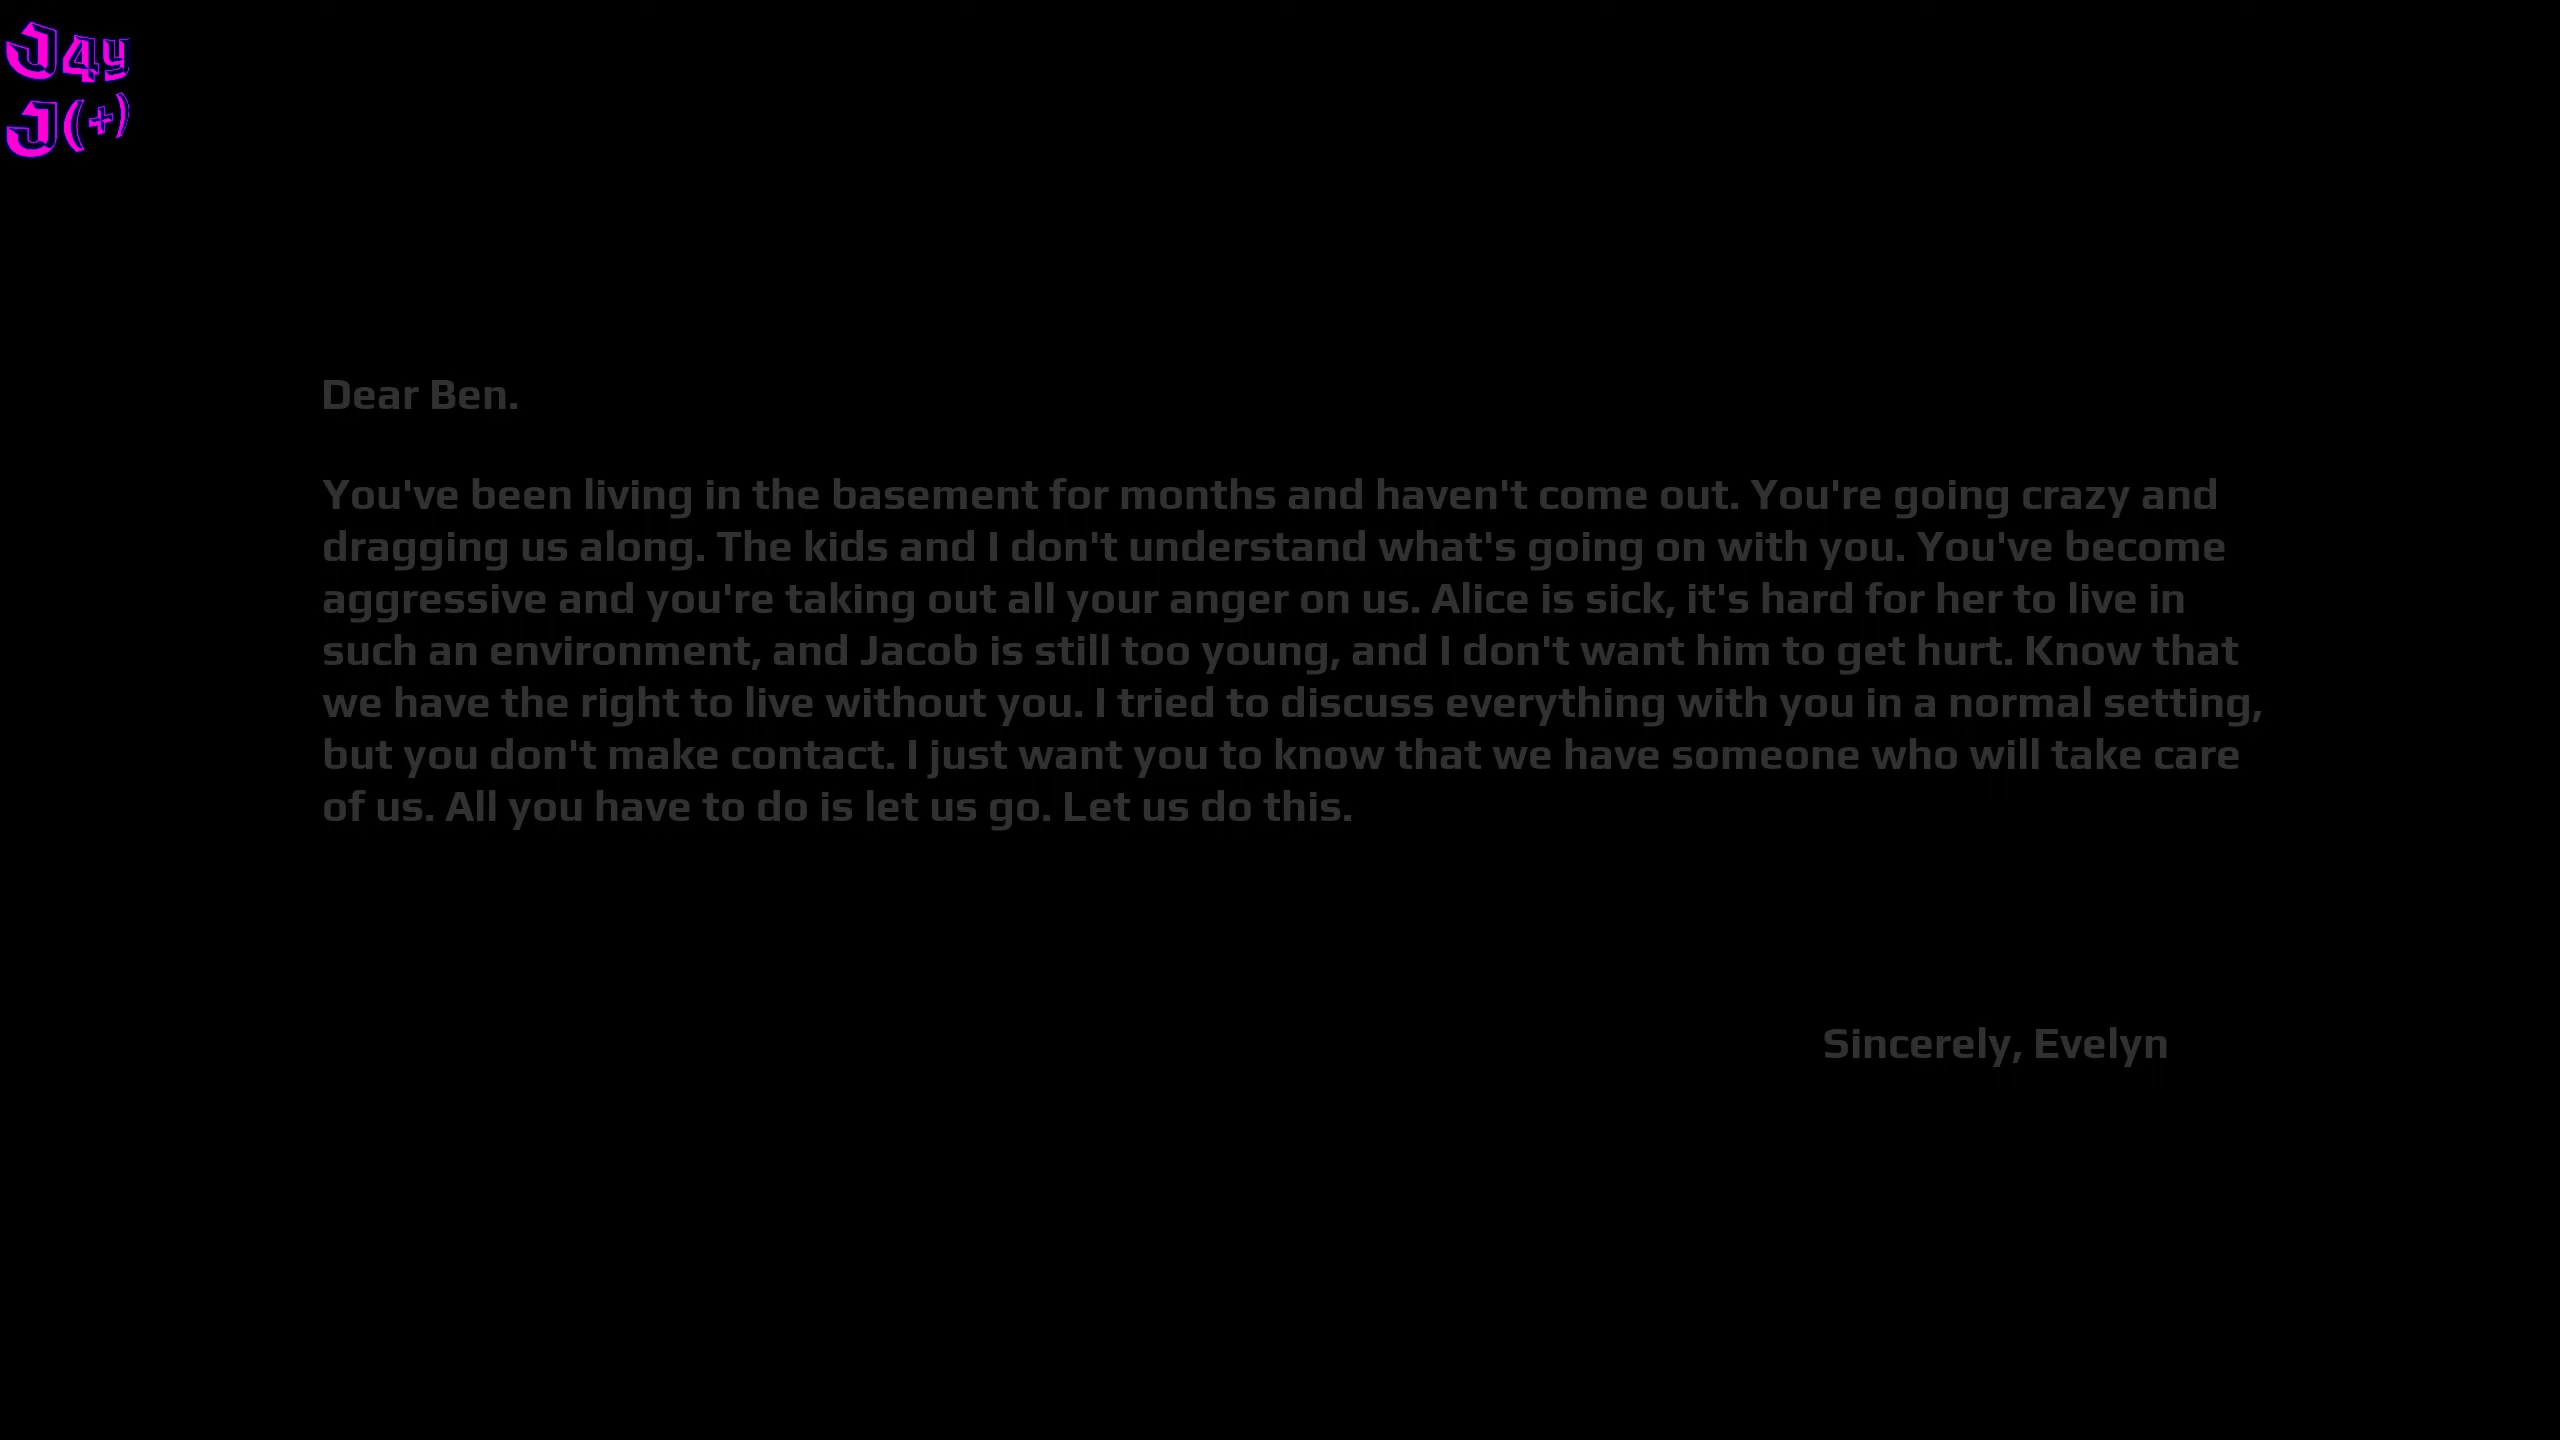 J4y
J(+)
Dear Ben.
You've been living in the basement for months and haven't come out. You're going crazy and
dragging us along. The kids and I don't understand what's going on with you. You've become
aggressive and you're taking out all your anger on us. Alice is sick, it's hard for her to live in
such an environment, and Jacob is still too young, and I don't want him to get hurt. Know that
we have the right to live without you. I tried to discuss everything with you in a normal setting,
but you don't make contact. I just want you to know that we have someone who will take care
of us. All you have to do is let us go. Let us do this.
Sincerely, Evelyn